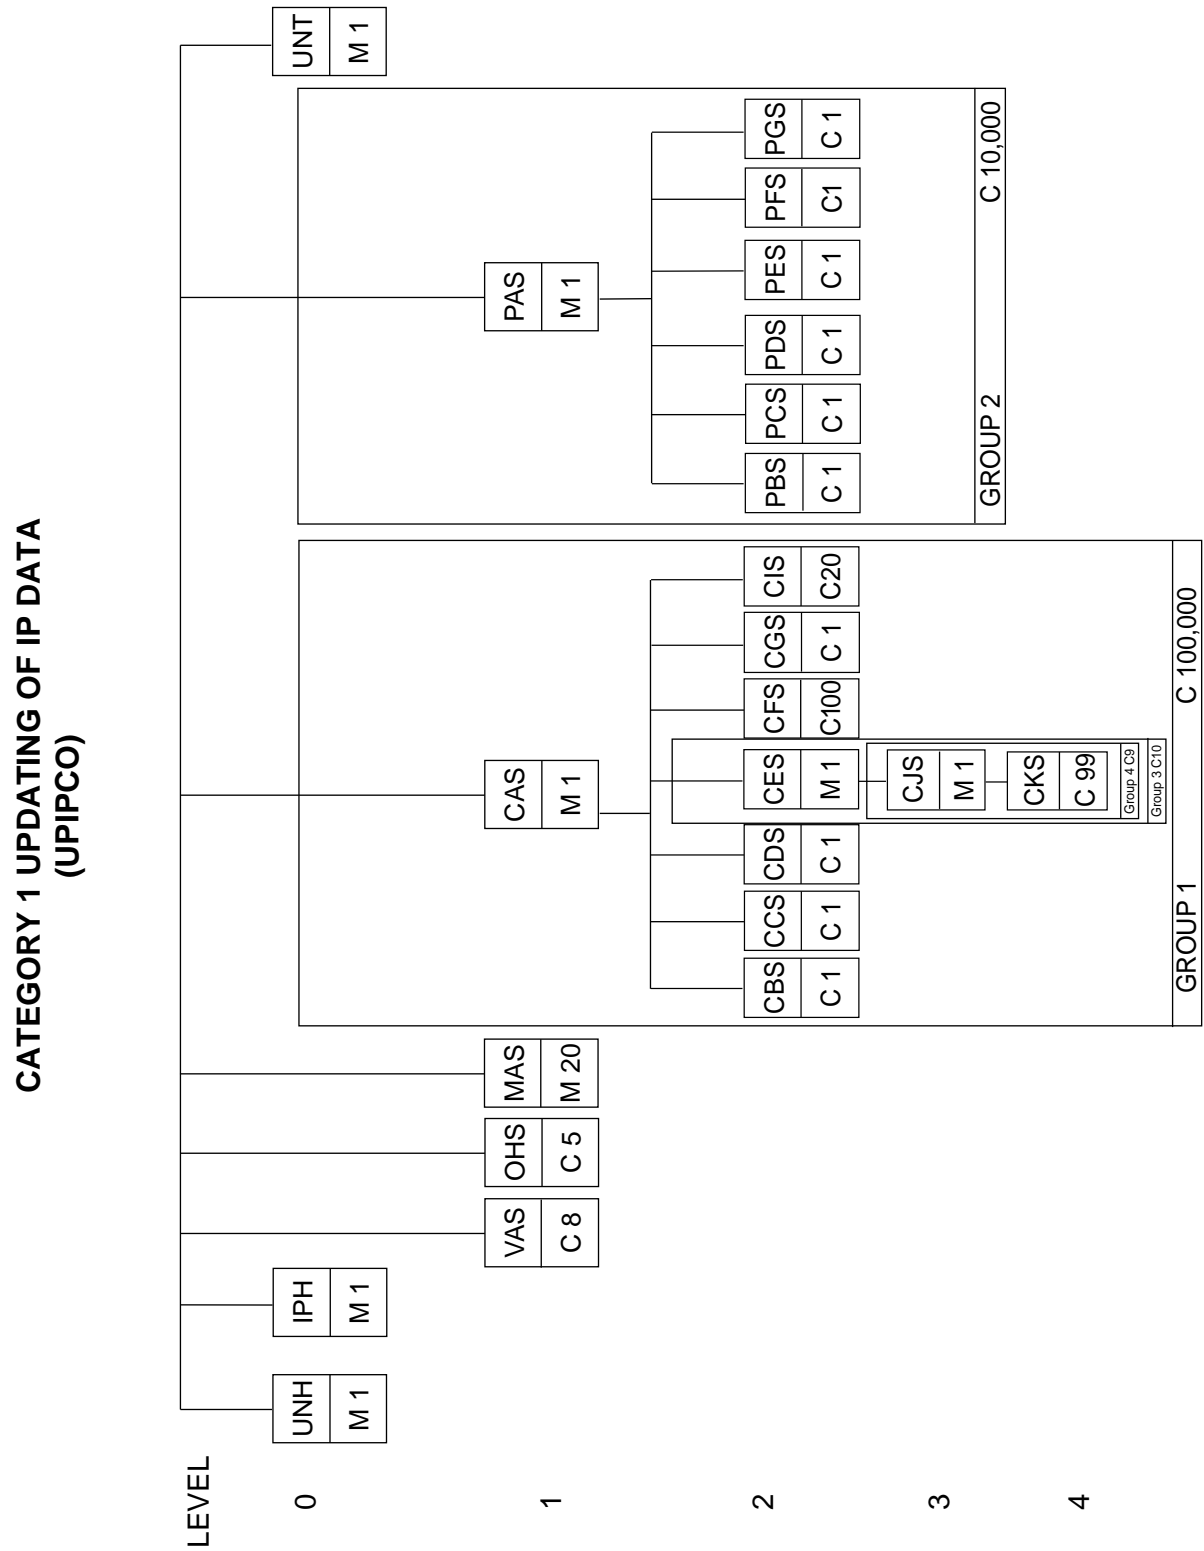 CATEGORY 1 UPDATING OF IP DATA
(UPIPCO)
LEVEL
0
UNH
M 1
IPH
M 1
UNT
M 1
1
VAS
C 8
OHS
C 5
MAS
M 20
CAS
M 1
PAS
M 1
2
CBS
C 1
CCS
C 1
CDS
C 1
CES
M 1
CFS
C100
CGS
C 1
CIS
C20
PBS
C 1
PCS
C 1
PDS
C 1
PES
C 1
PFS
C1
PGS
C 1
3
CJS
M 1
4
CKS
C 99
Group 4 C9
Group 3 C10
GROUP 1
C 100,000
GROUP 2
C 10,000